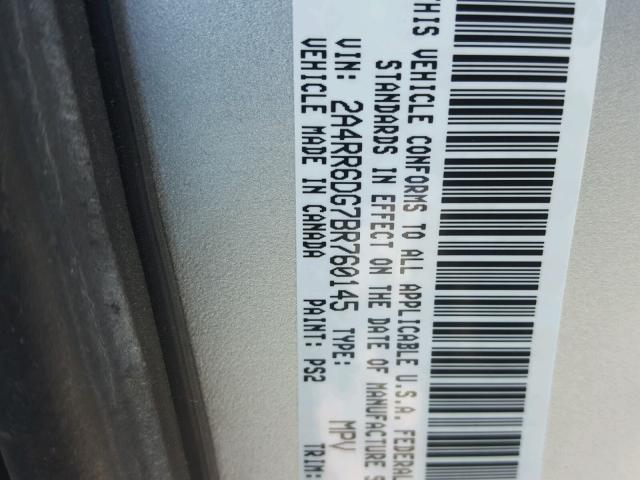 THIS VEHICLE CONFORMS TO ALL APPLICABLE U.S.A. FEDERAL
STANDARDS IN EFFECT ON THE DATE OF MANUFACTURE S
VIN: 2A4RR6DG7BR760145 TYPE: MPV
VEHICLE MADE IN CANADA PAINT: PS2 TRIM: